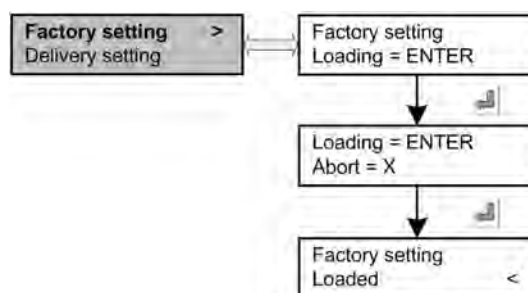 Factory setting >
Delivery setting
Factory setting
Loading = ENTER
Loading = ENTER
Abort = X
Factory setting
Loaded <